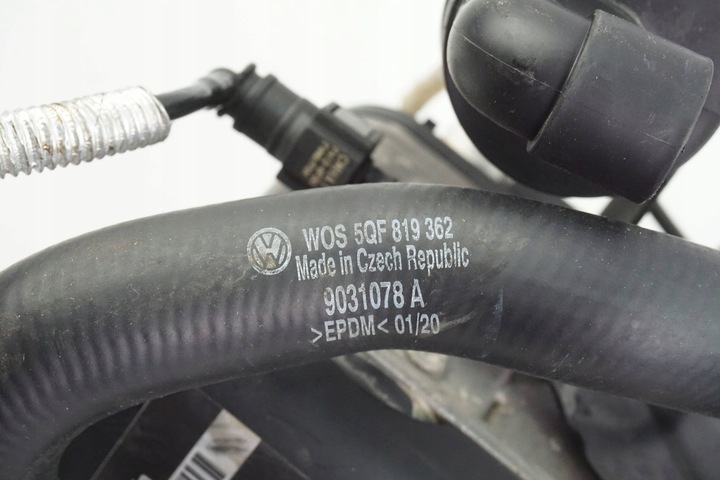 WOS 5QF 819 362
Made in Czech Republic
9031078 A
>EPDM< 01/20